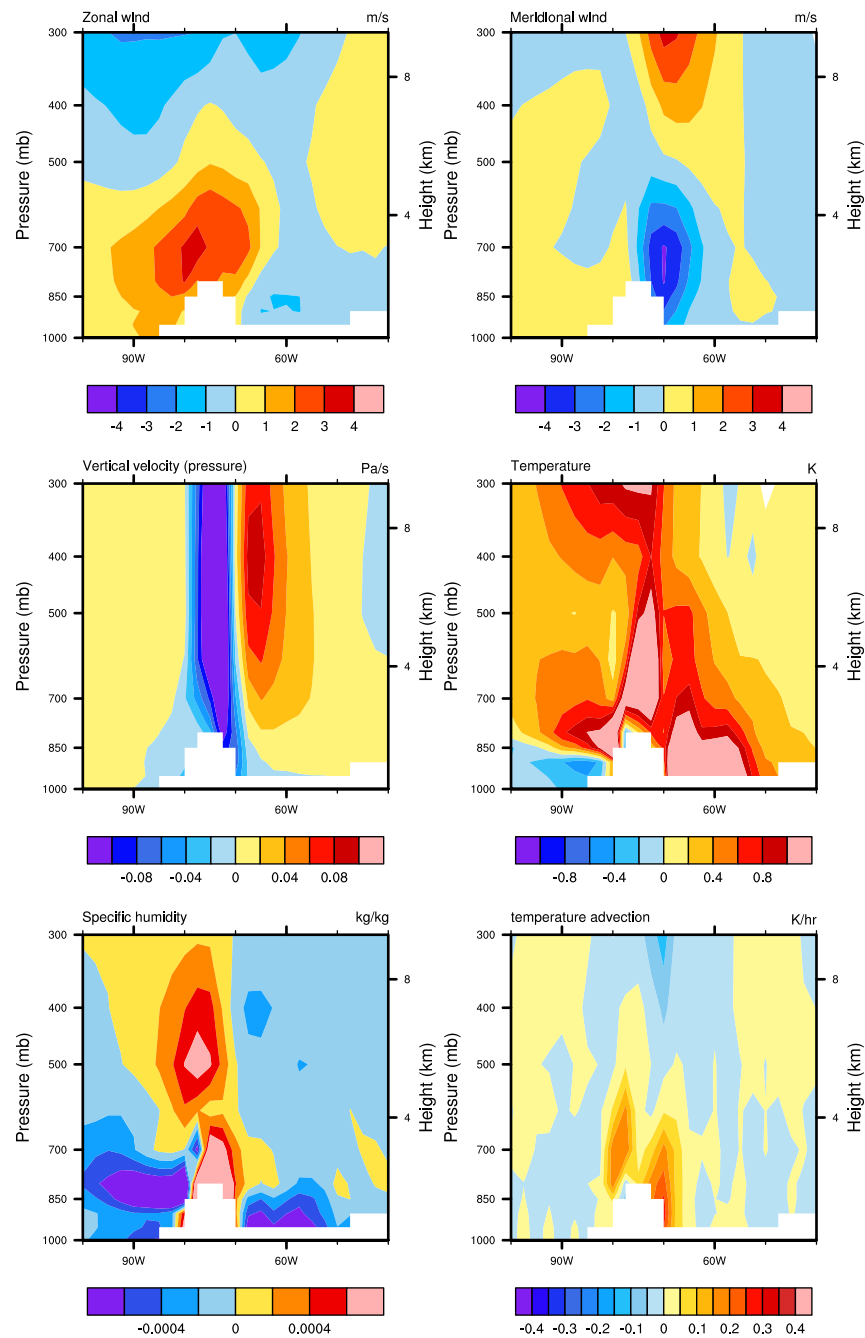 Zonal wind m/s
300
400
500
700
850
1000
Pressure (mb)
8
4
Height (km)
90W 60W
-4 -3 -2 -1 0 1 2 3 4
Meridional wind m/s
300
400
500
700
850
1000
Pressure (mb)
8
4
Height (km)
90W 60W
-4 -3 -2 -1 0 1 2 3 4
Vertical velocity (pressure) Pa/s
300
400
500
700
850
1000
Pressure (mb)
8
4
Height (km)
90W 60W
-0.08 -0.04 0 0.04 0.08
Temperature K
300
400
500
700
850
1000
Pressure (mb)
8
4
Height (km)
90W 60W
-0.8 -0.4 0 0.4 0.8
Specific humidity kg/kg
300
400
500
700
850
1000
Pressure (mb)
8
4
Height (km)
90W 60W
-0.0004 0 0.0004
temperature advection K/hr
300
400
500
700
850
1000
Pressure (mb)
8
4
Height (km)
90W 60W
-0.4 -0.3 -0.2 -0.1 0 0.1 0.2 0.3 0.4